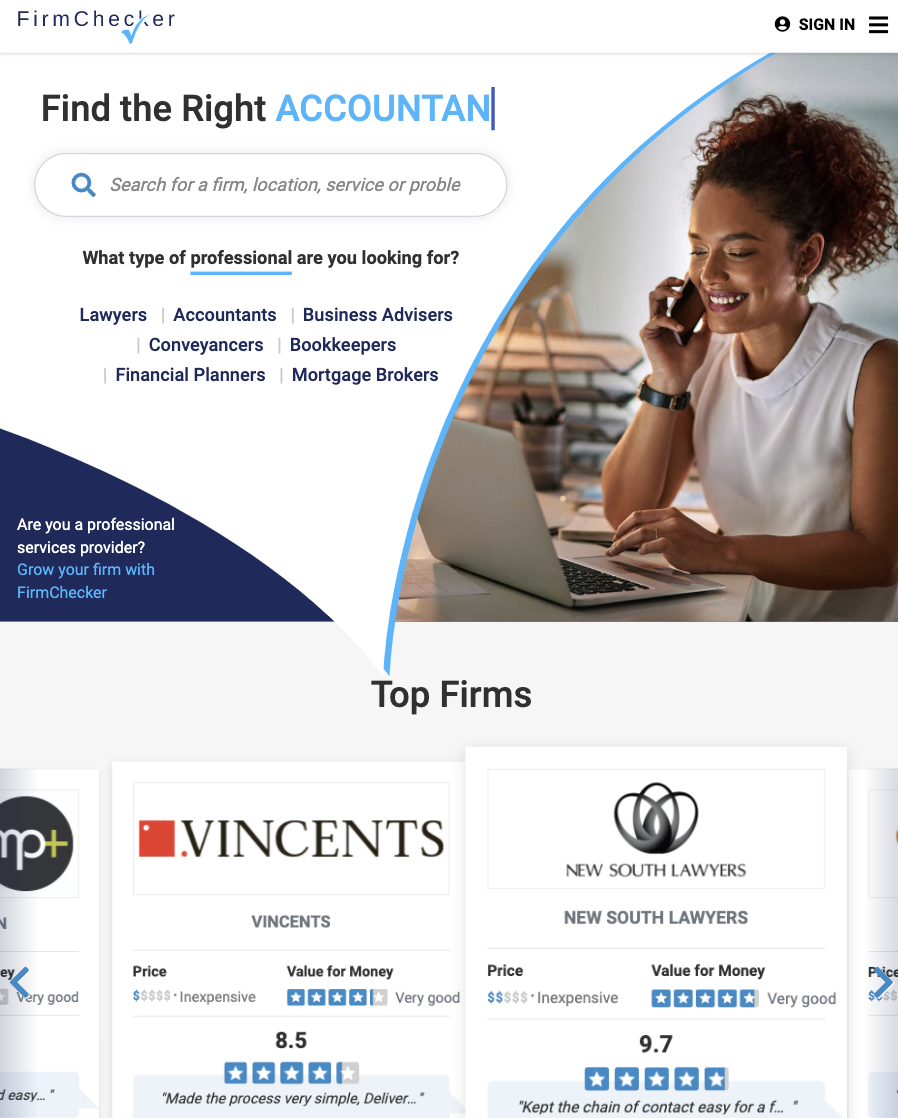 FirmChecker
SIGN IN
Find the Right ACCOUNTAN
Search for a firm, location, service or proble
What type of professional are you looking for?
Lawyers | Accountants | Business Advisers
| Conveyancers | Bookkeepers
| Financial Planners | Mortgage Brokers
Are you a professional
services provider?
Grow your firm with
FirmChecker
Top Firms
mp+
N
ey
Very good
d easy... "
.VINCENTS
VINCENTS
Price Value for Money
$$$$$ · Inexpensive Very good
8.5
"Made the process very simple, Deliver... "
NEW SOUTH LAWYERS
NEW SOUTH LAWYERS
Price Value for Money
$$$$$ · Inexpensive Very good
9.7
"Kept the chain of contact easy for a f... "
Price
$$$$